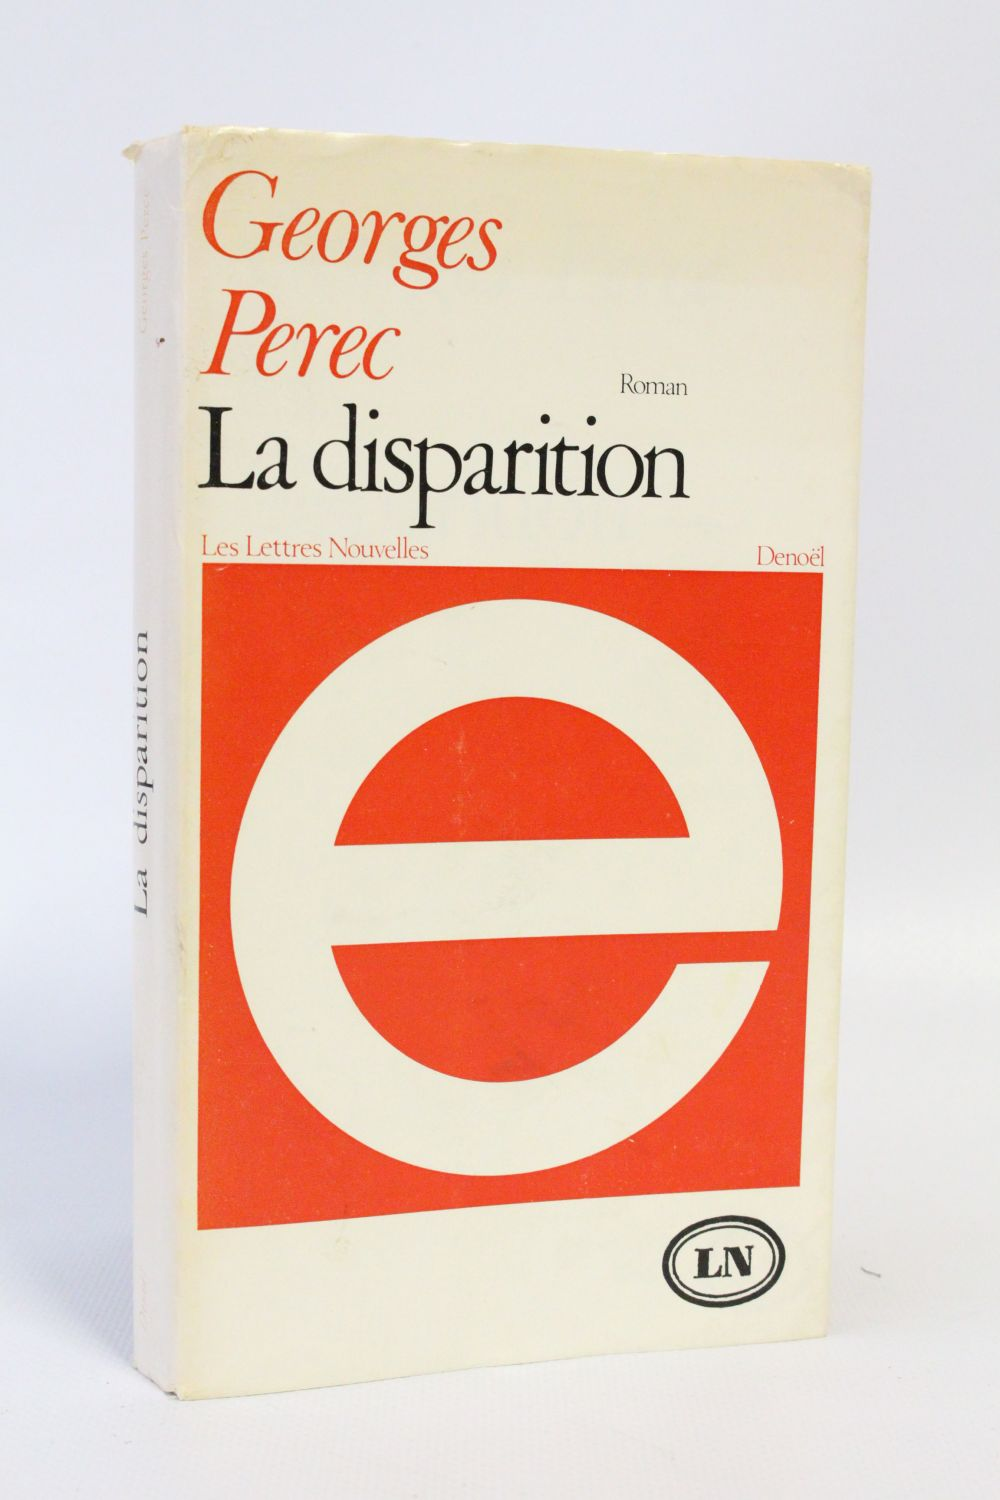 Georges
Perec
Roman
La disparition
Les Lettres Nouvelles
Denoël
e
LN
La disparition
Georges Perec